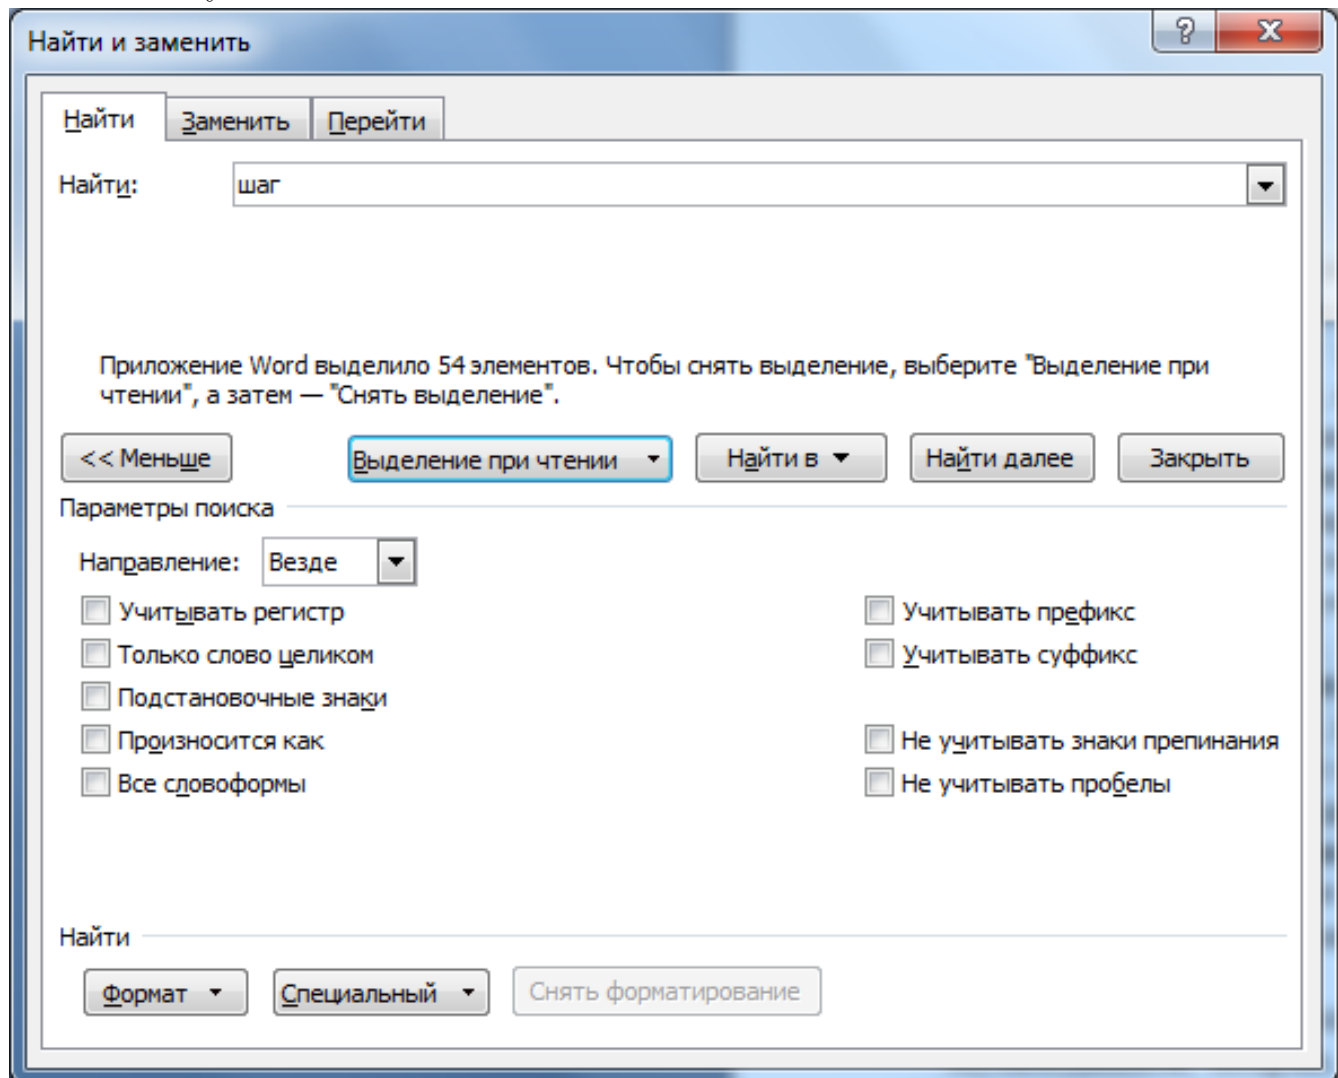 Найти и заменить
Найти Заменить Перейти
Найти: шаг
Приложение Word выделило 54 элементов. Чтобы снять выделение, выберите "Выделение при
чтении", а затем — "Снять выделение".
<< Меньше Выделение при чтении Найти в Найти далее Закрыть
Параметры поиска
Направление: Везде
Учитывать регистр Учитывать префикс
Только слово целиком Учитывать суффикс
Подстановочные знаки
Произносится как Не учитывать знаки препинания
Все словоформы Не учитывать пробелы
Найти
Формат Специальный Снять форматирование